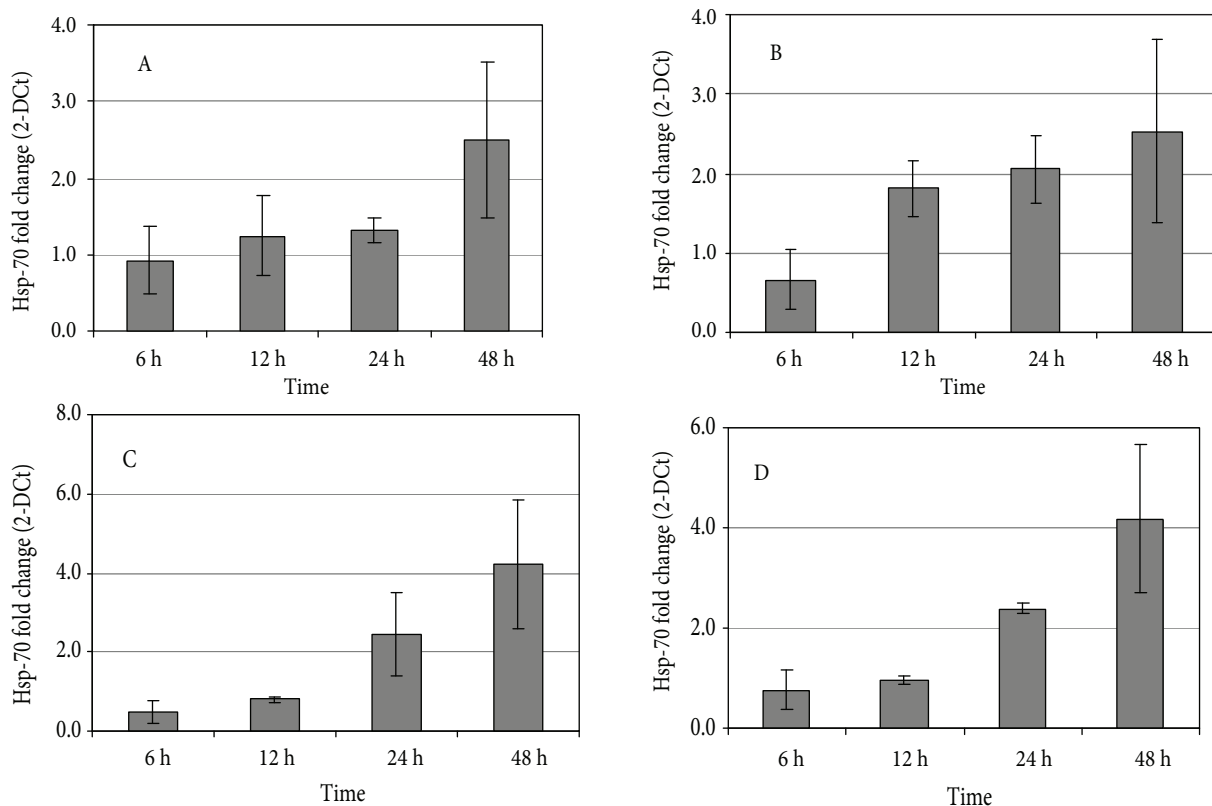 Hsp-70 fold change (2-DCt)
4.0
3.0
2.0
1.0
0.0
A
6 h 12 h 24 h 48 h
Time
Hsp-70 fold change (2-DCt)
4.0
3.0
2.0
1.0
0.0
B
6 h 12 h 24 h 48 h
Time
Hsp-70 fold change (2-DCt)
8.0
6.0
4.0
2.0
0.0
C
6 h 12 h 24 h 48 h
Time
Hsp-70 fold change (2-DCt)
6.0
4.0
2.0
0.0
D
6 h 12 h 24 h 48 h
Time